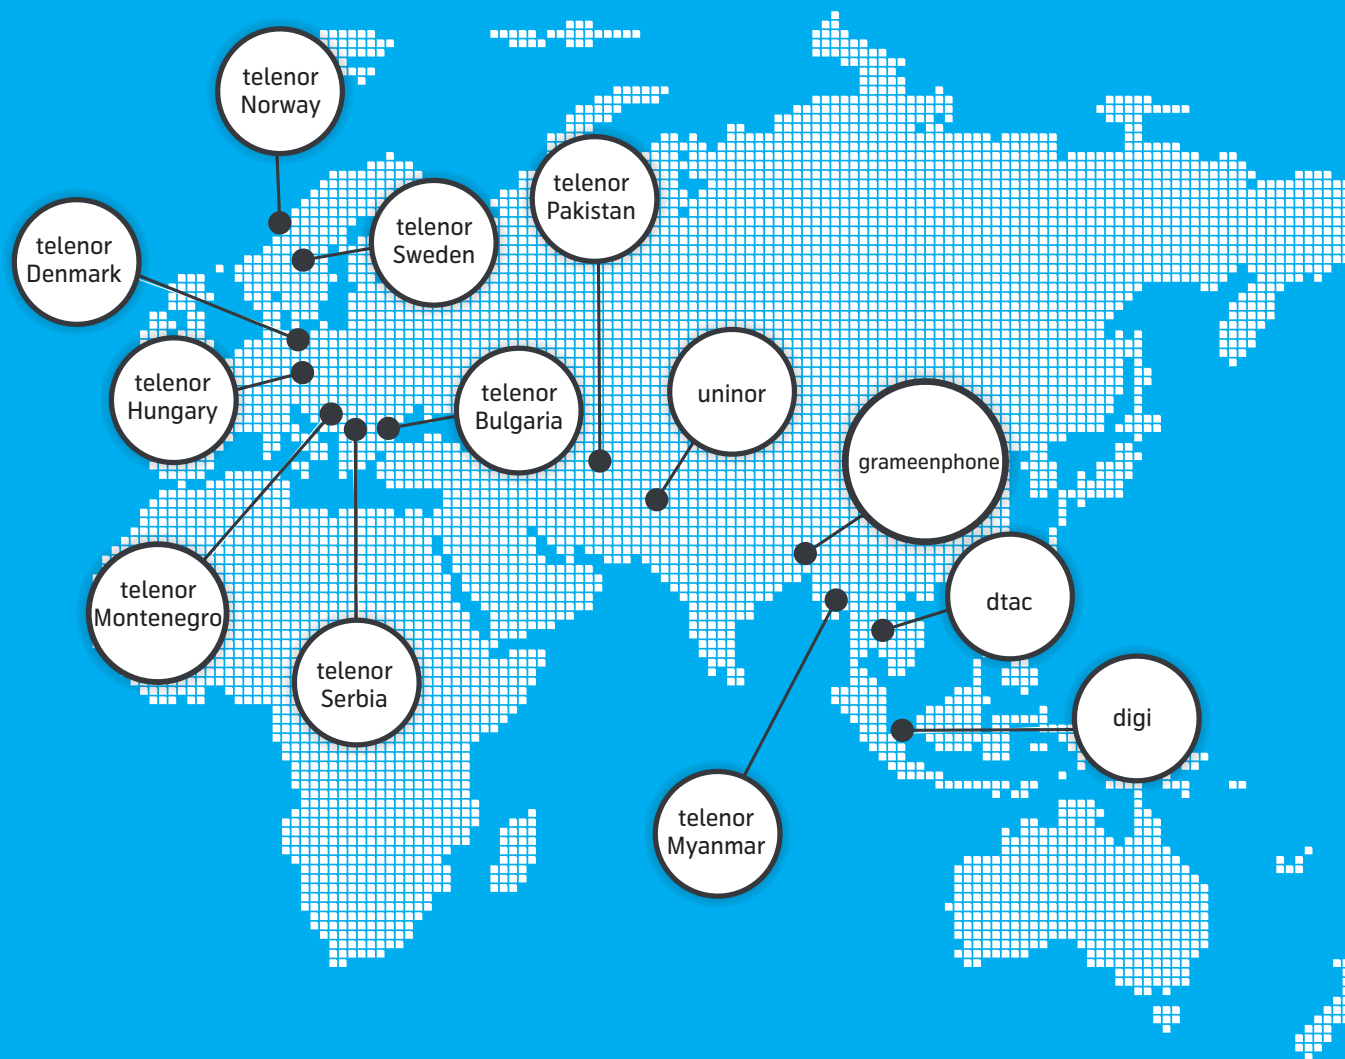 telenor
Norway
telenor
Pakistan
telenor
Sweden
telenor
Denmark
telenor
Hungary
telenor
Bulgaria
uninor
grameenphone
telenor
Montenegro
dtac
telenor
Serbia
digi
telenor
Myanmar